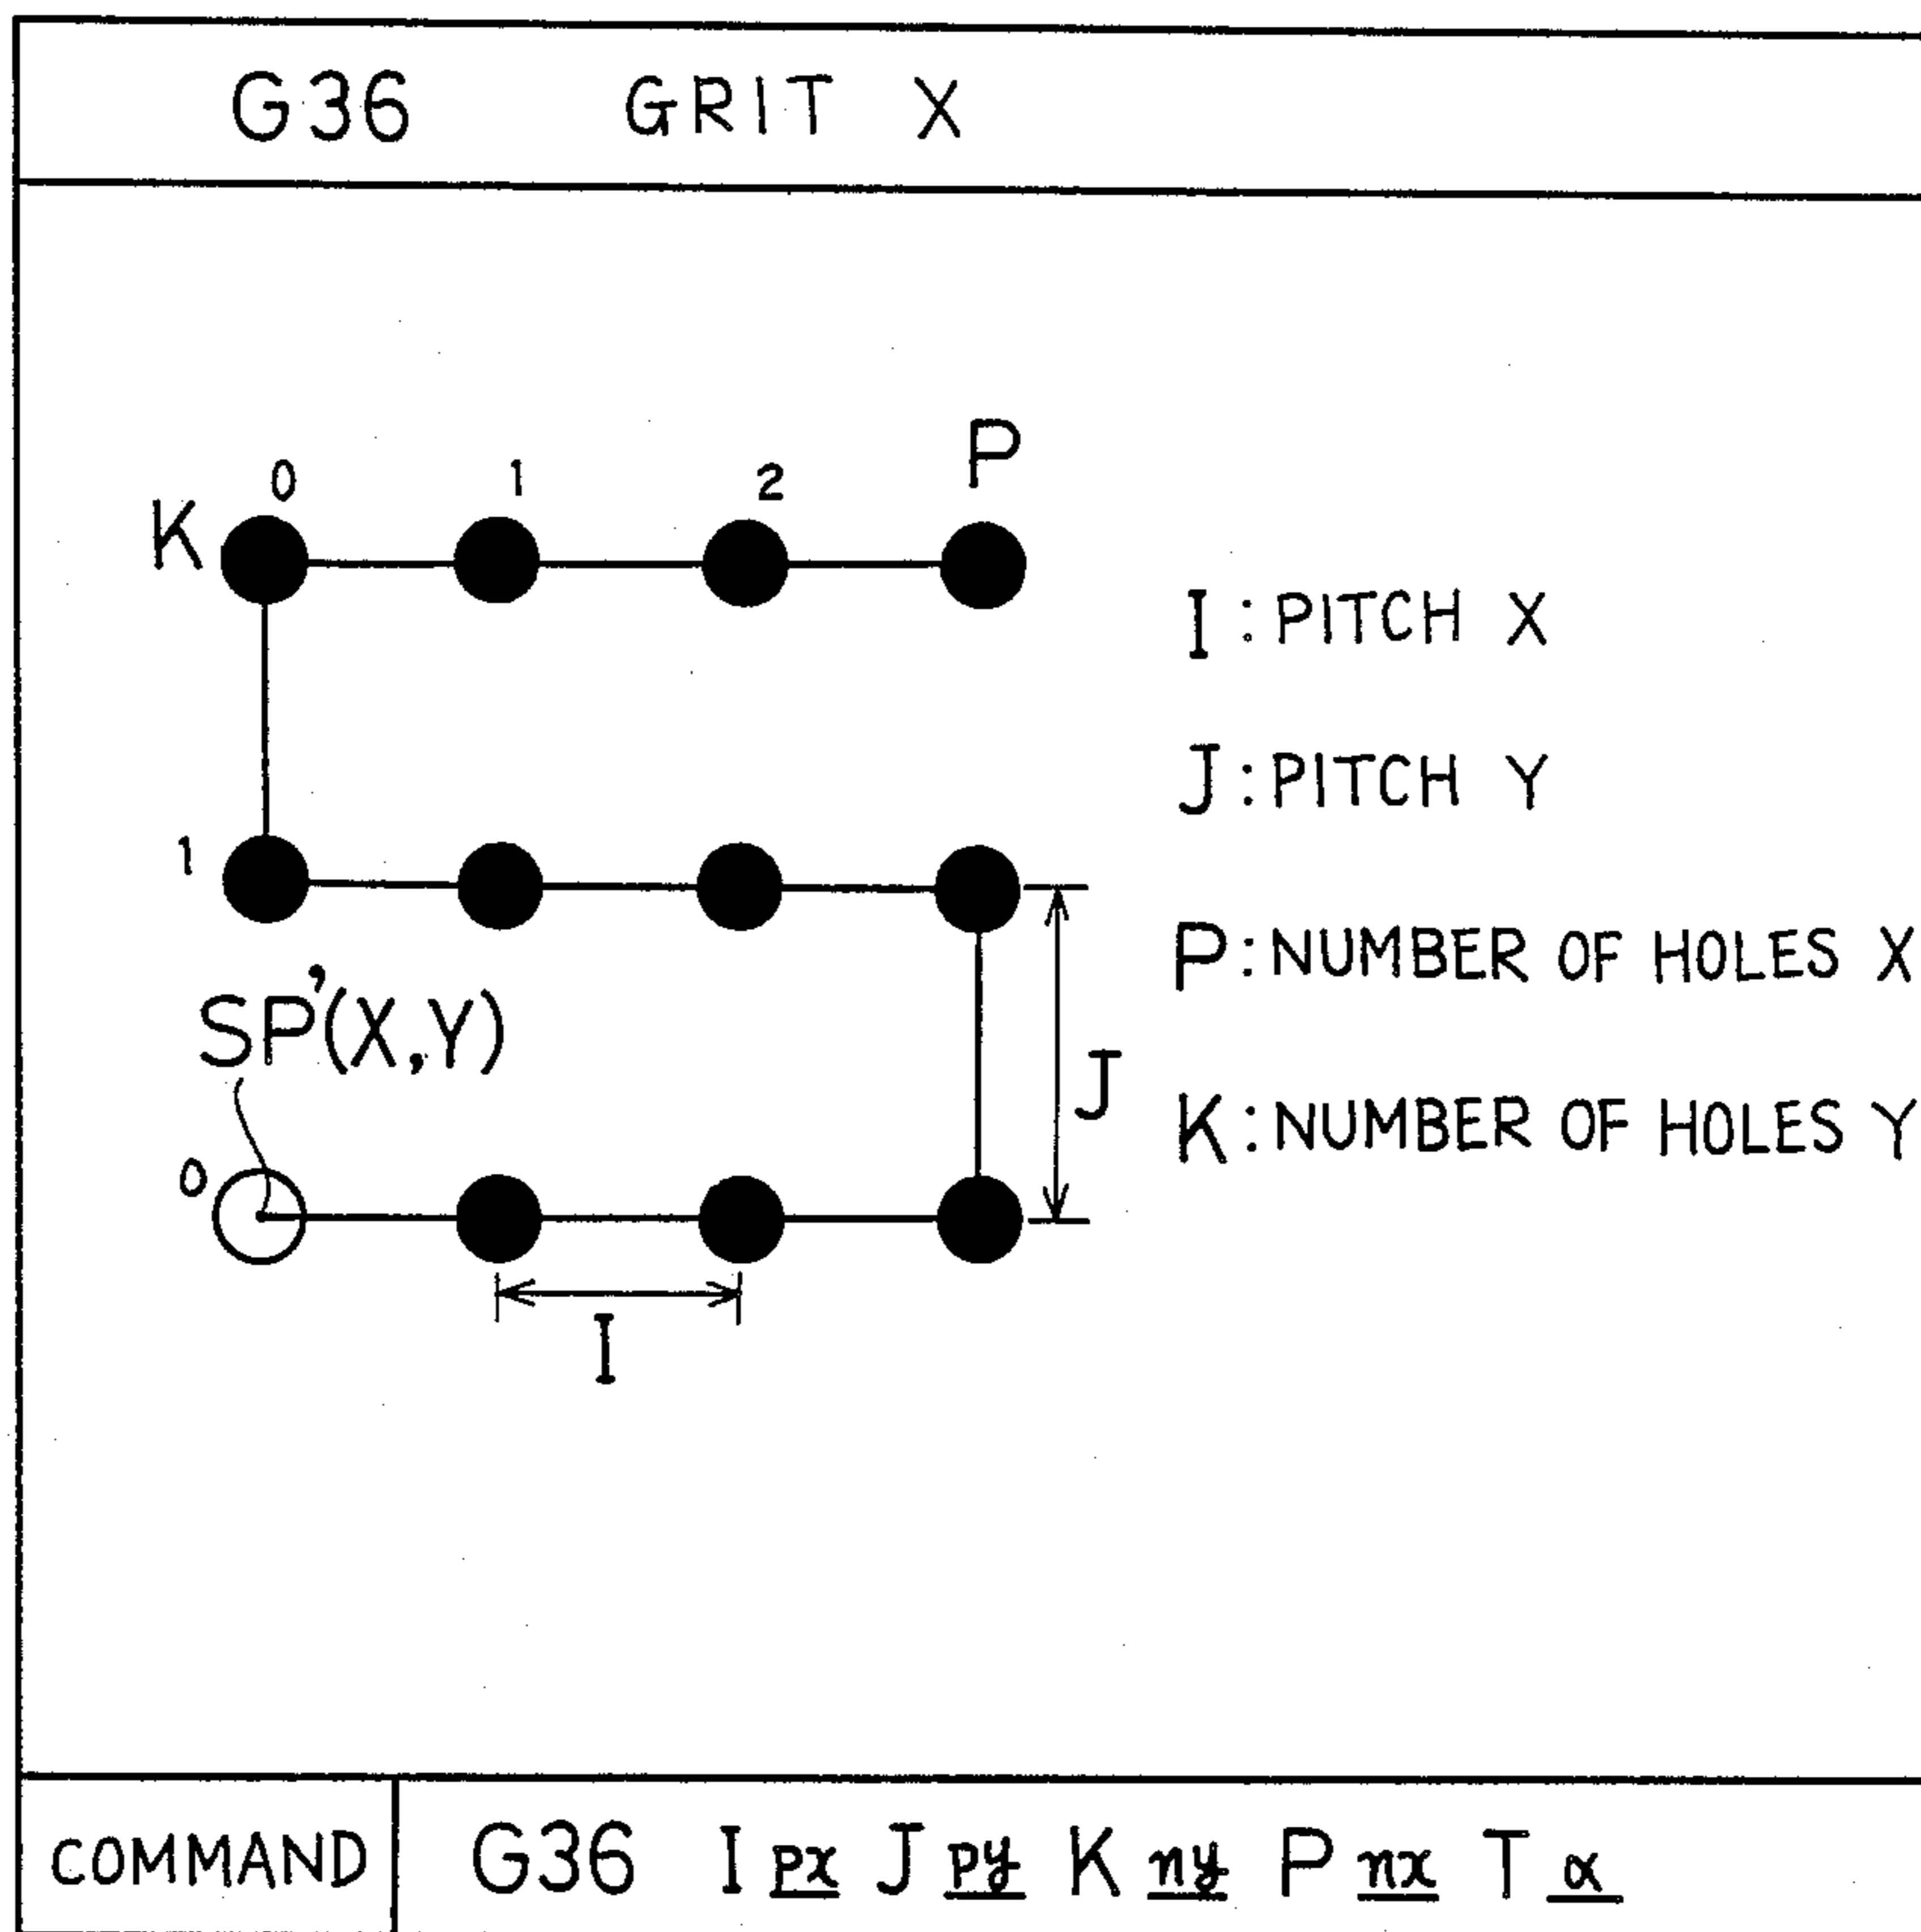 G36 GRIT X
P
0 1 2
K
I:PITCH X
J:PITCH Y
1
P:NUMBER OF HOLES X
SP'(X,Y)
J
K:NUMBER OF HOLES Y
0
I
COMMAND G36 I px J py K ny P nx T α